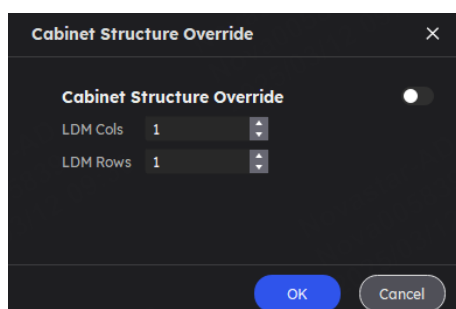 Cabinet Structure Override
Cabinet Structure Override
LDM Cols 1
LDM Rows 1
OK Cancel